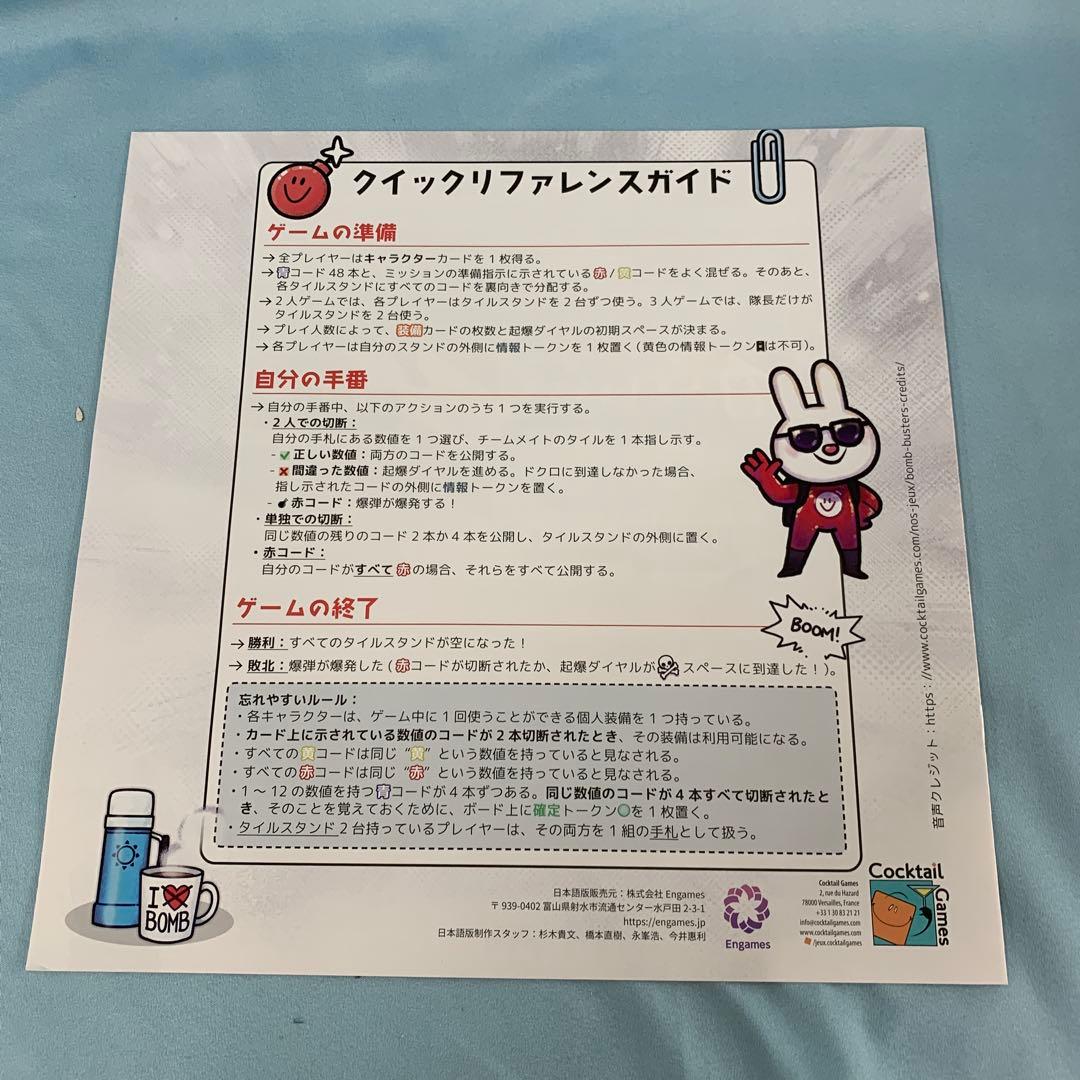 クイックリファレンスガイド
ゲームの準備
→ 全プレイヤーはキャラクターカードを1枚得る。
→ 青コード48本と、ミッションの準備指示に示されている赤/黄コードをよく混ぜる。そのあと、
各タイルスタンドにすべてのコードを裏向きで分配する。
→ 2人ゲームでは、各プレイヤーはタイルスタンドを2台ずつ使う。3人ゲームでは、隊長だけが
タイルスタンドを2台使う。
→ プレイ人数によって、装備カードの枚数と起爆ダイヤルの初期スペースが決まる。
→ 各プレイヤーは自分のスタンドの外側に情報トークンを1枚置く(黄色の情報トークンは不可)。
自分の手番
→ 自分の手番中、以下のアクションのうち1つを実行する。
・2人での切断:
自分の手札にある数値を1つ選び、チームメイトのタイルを1本指し示す。
- ✔ 正しい数値:両方のコードを公開する。
- ✖ 間違った数値:起爆ダイヤルを進める。ドクロに到達しなかった場合、
指し示されたコードの外側に情報トークンを置く。
- 赤コード:爆弾が爆発する!
・単独での切断:
同じ数値の残りのコード2本か4本を公開し、タイルスタンドの外側に置く。
・赤コード:
自分のコードがすべて赤の場合、それらをすべて公開する。
ゲームの終了
BOOM!
→ 勝利:すべてのタイルスタンドが空になった!
→ 敗北:爆弾が爆発した(赤コードが切断されたか、起爆ダイヤルが☠スペースに到達した!)。
忘れやすいルール:
・各キャラクターは、ゲーム中に1回使うことができる個人装備を1つ持っている。
・カード上に示されている数値のコードが2本切断されたとき、その装備は利用可能になる。
・すべての黄コードは同じ“黄”という数値を持っていると見なされる。
・すべての赤コードは同じ“赤”という数値を持っていると見なされる。
・1～12の数値を持つ青コードが4本ずつある。同じ数値のコードが4本すべて切断されたと
き、そのことを覚えておくために、ボード上に確定トークンを1枚置く。
・タイルスタンド2台持っているプレイヤーは、その両方を1組の手札として扱う。
音声クレジット:https://www.cocktailgames.com/nos-jeux/bomb-busters-credits/
I ❤ BOMB
日本語版販売元:株式会社 Engames
〒939-0402 富山県射水市流通センター水戸田 2-3-1
https://engames.jp
日本語版制作スタッフ:杉木貴文、橋本直樹、永峯浩、今井惠利
Engames
Cocktail Games
2, rue du Hazard
78000 Versailles, France
+33 1 30 83 21 21
info@cocktailgames.com
www.cocktailgames.com
/jeux.cocktailgames
Cocktail
Games